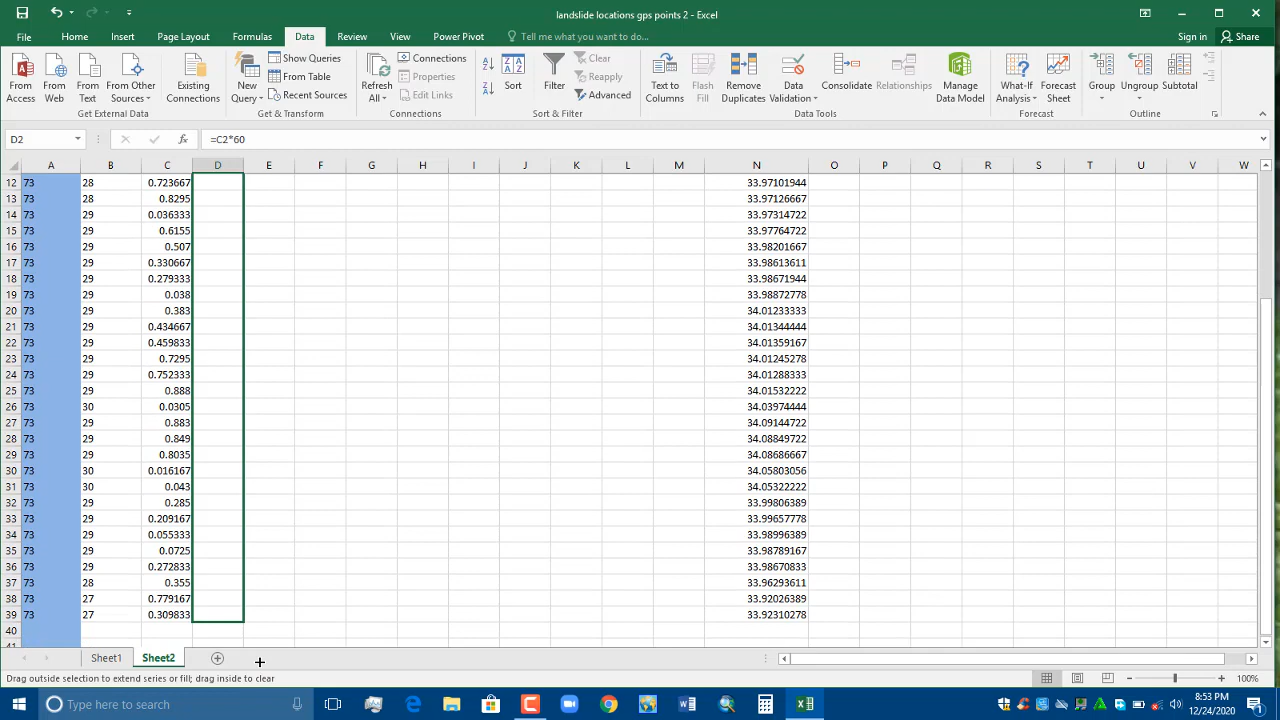 landslide locations gps points 2 - Excel
File Home Insert Page Layout Formulas Data Review View Power Pivot Tell me what you want to do... Sign in Share
From Access
From Web
From Text
From Other Sources
Get External Data
Existing Connections
New Query
Show Queries
From Table
Recent Sources
Get & Transform
Refresh All
Connections
Properties
Edit Links
Connections
Sort
Filter
Clear
Reapply
Advanced
Sort & Filter
Text to Columns
Flash Fill
Remove Duplicates
Data Validation
Consolidate
Relationships
Manage Data Model
Data Tools
What-If Analysis
Forecast Sheet
Forecast
Group
Ungroup
Subtotal
Outline
D2 fx =C2*60
A B C D E F G H I J K L M N O P Q R S T U V W
12 73 28 0.723667 33.97101944
13 73 28 0.8295 33.97126667
14 73 29 0.036333 33.97314722
15 73 29 0.6155 33.97764722
16 73 29 0.507 33.98201667
17 73 29 0.330667 33.98613611
18 73 29 0.279333 33.98671944
19 73 29 0.038 33.98872778
20 73 29 0.383 34.01233333
21 73 29 0.434667 34.01344444
22 73 29 0.459833 34.01359167
23 73 29 0.7295 34.01245278
24 73 29 0.752333 34.01288333
25 73 29 0.888 34.01532222
26 73 30 0.0305 34.03974444
27 73 29 0.883 34.09144722
28 73 29 0.849 34.08849722
29 73 29 0.8035 34.08686667
30 73 30 0.016167 34.05803056
31 73 30 0.043 34.05322222
32 73 29 0.285 33.99806389
33 73 29 0.209167 33.99657778
34 73 29 0.055333 33.98996389
35 73 29 0.0725 33.98789167
36 73 29 0.272833 33.98670833
37 73 28 0.355 33.96293611
38 73 27 0.779167 33.92026389
39 73 27 0.309833 33.92310278
40
41
Sheet1 Sheet2
Drag outside selection to extend series or fill; drag inside to clear 100%
Type here to search 8:53 PM
12/24/2020